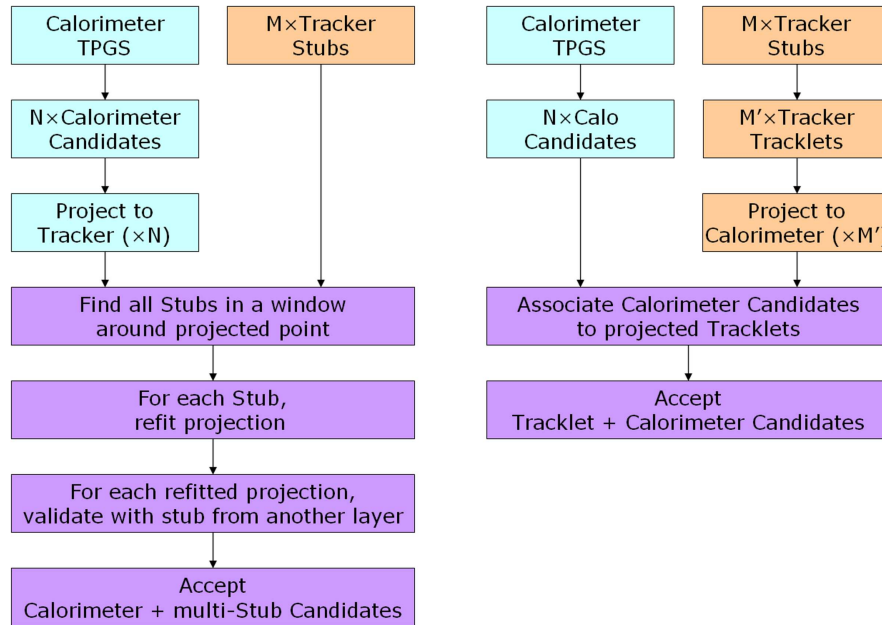 Calorimeter
TPGS
M×Tracker
Stubs
N×Calorimeter
Candidates
Project to
Tracker (×N)
Find all Stubs in a window
around projected point
For each Stub,
refit projection
For each refitted projection,
validate with stub from another layer
Accept
Calorimeter + multi-Stub Candidates
Calorimeter
TPGS
M×Tracker
Stubs
N×Calo
Candidates
M'×Tracker
Tracklets
Project to
Calorimeter (×M')
Associate Calorimeter Candidates
to projected Tracklets
Accept
Tracklet + Calorimeter Candidates